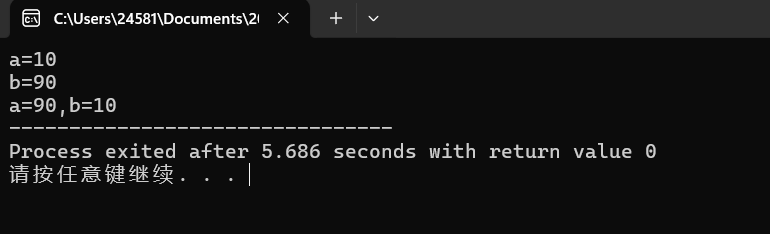 C:\Users\24581\Documents\20
a=10
b=90
a=90,b=10
--------------------------------
Process exited after 5.686 seconds with return value 0
请按任意键继续. . .